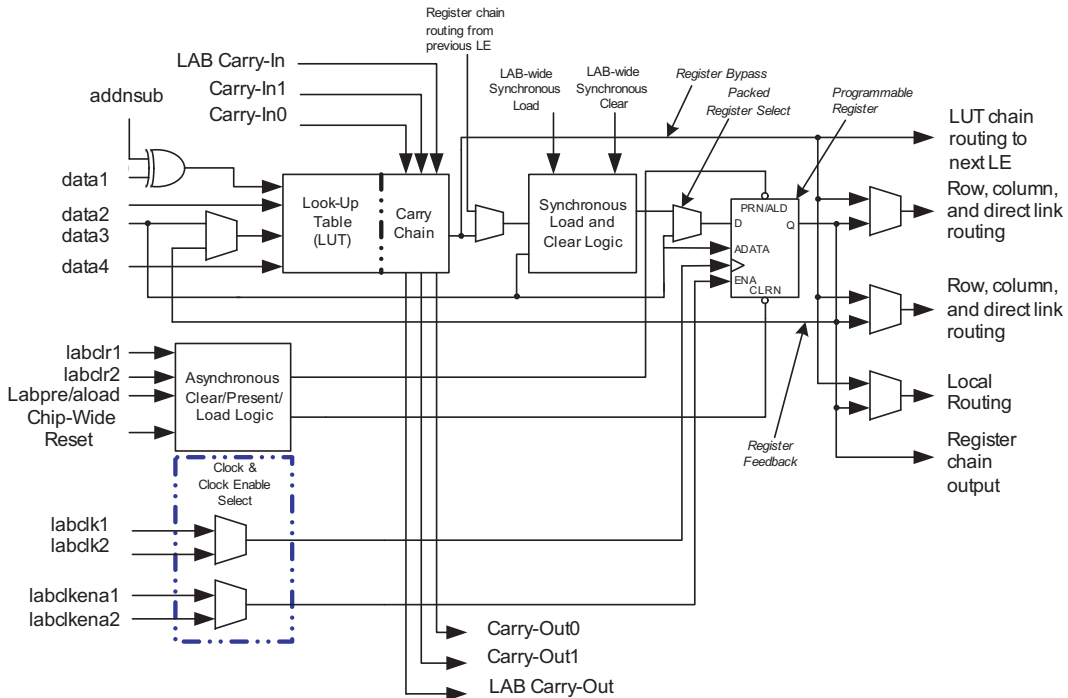 Register chain
routing from
previous LE
LAB Carry-In
Carry-In1
Carry-In0
addnsub
LAB-wide
Synchronous
Load
LAB-wide
Synchronous
Clear
Register Bypass
Packed
Register Select
Programmable
Register
LUT chain
routing to
next LE
data1
data2
data3
data4
Look-Up
Table
(LUT)
Carry
Chain
Synchronous
Load and
Clear Logic
PRN/ALD
D
Q
ADATA
ENA
CLRN
Row, column,
and direct link
routing
Row, column,
and direct link
routing
labclr1
labclr2
Labpre/aload
Chip-Wide
Reset
Asynchronous
Clear/Present/
Load Logic
Local
Routing
Register
Feedback
Register
chain
output
Clock &
Clock Enable
Select
labclk1
labclk2
labclkena1
labclkena2
Carry-Out0
Carry-Out1
LAB Carry-Out